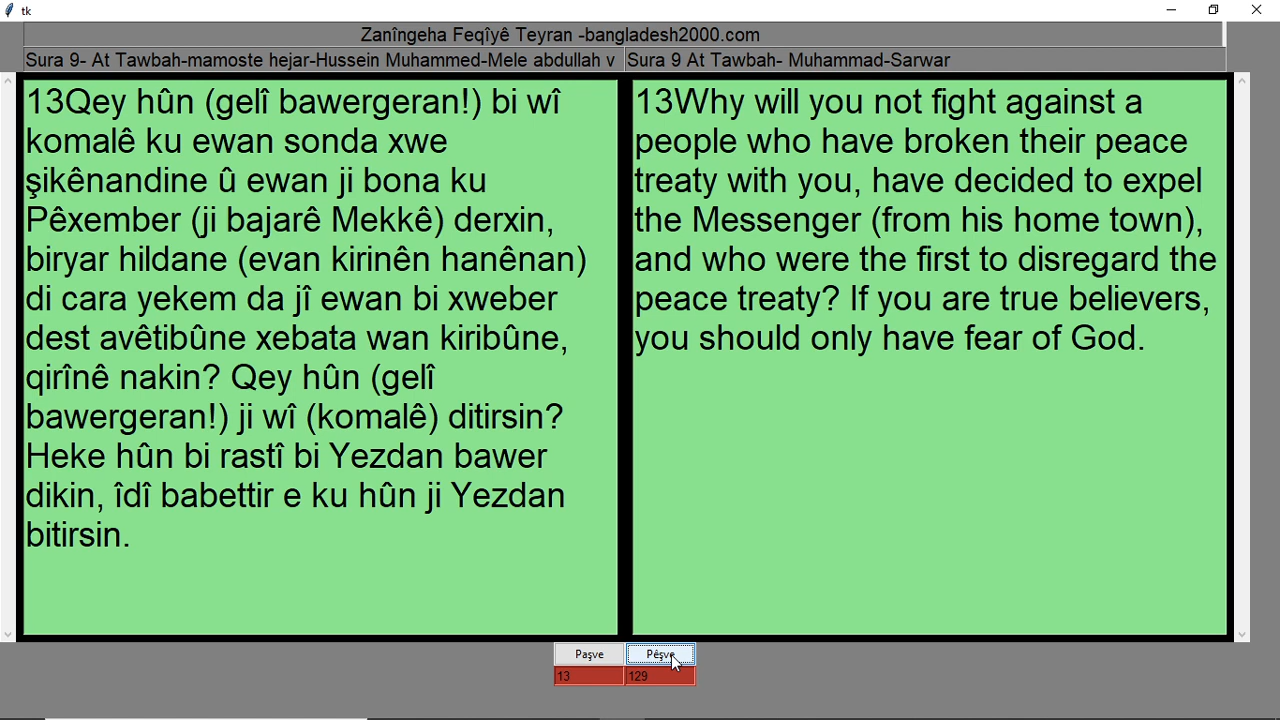 tk
Zanîngeha Feqîyê Teyran -bangladesh2000.com
Sura 9- At Tawbah-mamoste hejar-Hussein Muhammed-Mele abdullah v
Sura 9 At Tawbah- Muhammad-Sarwar
13Qey hûn (gelî bawergeran!) bi wî
komalê ku ewan sonda xwe
şikênandine û ewan ji bona ku
Pêxember (ji bajarê Mekkê) derxin,
biryar hildane (evan kirinên hanênan)
di cara yekem da jî ewan bi xweber
dest avêtibûne xebata wan kiribûne,
qirînê nakin? Qey hûn (gelî
bawergeran!) ji wî (komalê) ditirsin?
Heke hûn bi rastî bi Yezdan bawer
dikin, îdî babettir e ku hûn ji Yezdan
bitirsin.
13Why will you not fight against a
people who have broken their peace
treaty with you, have decided to expel
the Messenger (from his home town),
and who were the first to disregard the
peace treaty? If you are true believers,
you should only have fear of God.
Paşve
Pêşve
13
129